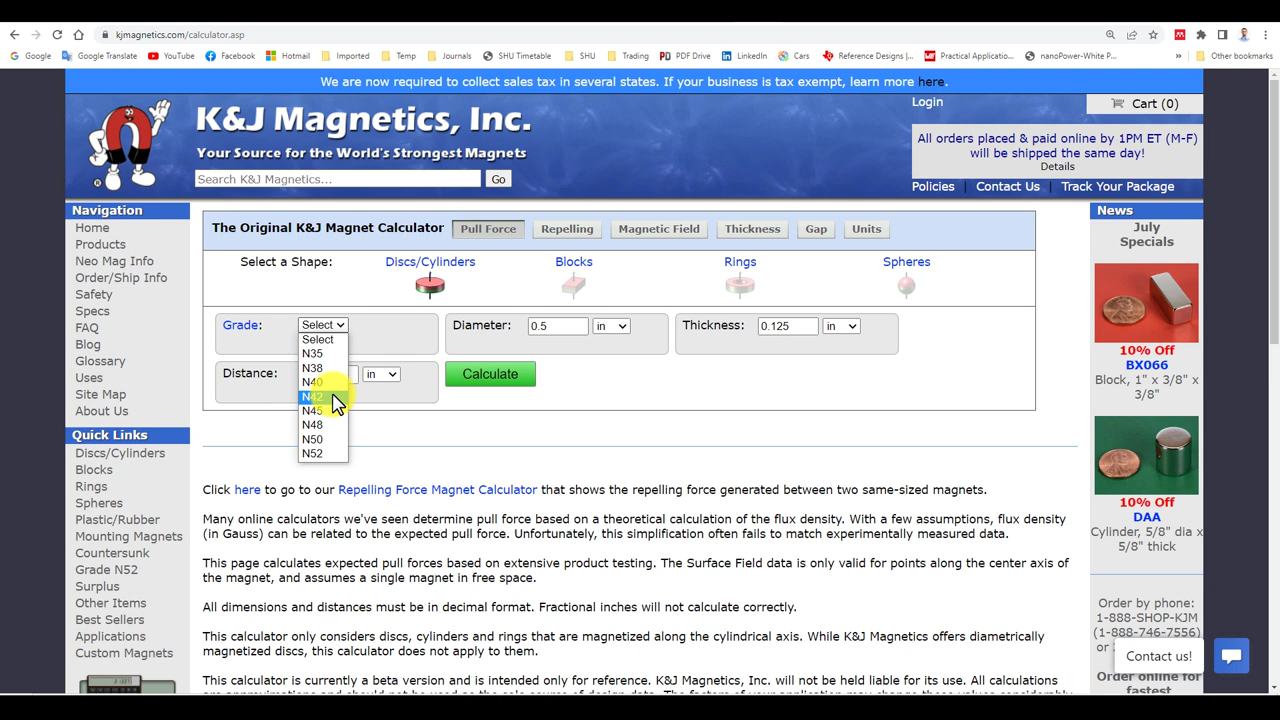 kjmagnetics.com/calculator.asp
Google Google Translate YouTube Facebook Hotmail Imported Temp Journals SHU Timetable SHU Trading PDF Drive LinkedIn Cars Reference Designs |... Practical Applicatio... nanoPower-White P... » Other bookmarks
We are now required to collect sales tax in several states. If your business is tax exempt, learn more here.
K&J Magnetics, Inc.
Your Source for the World's Strongest Magnets
Search K&J Magnetics... Go
Login
Cart (0)
All orders placed & paid online by 1PM ET (M-F)
will be shipped the same day!
Details
Policies | Contact Us | Track Your Package
Navigation
Home
Products
Neo Mag Info
Order/Ship Info
Safety
Specs
FAQ
Blog
Glossary
Uses
Site Map
About Us
Quick Links
Discs/Cylinders
Blocks
Rings
Spheres
Plastic/Rubber
Mounting Magnets
Countersunk
Grade N52
Surplus
Other Items
Best Sellers
Applications
Custom Magnets
The Original K&J Magnet Calculator Pull Force Repelling Magnetic Field Thickness Gap Units
Select a Shape: Discs/Cylinders Blocks Rings Spheres
Grade: Select Diameter: 0.5 in Thickness: 0.125 in
Select
N35
N38
N40
N42
N45
N48
N50
N52
Distance: in Calculate
Click here to go to our Repelling Force Magnet Calculator that shows the repelling force generated between two same-sized magnets.
Many online calculators we've seen determine pull force based on a theoretical calculation of the flux density. With a few assumptions, flux density
(in Gauss) can be related to the expected pull force. Unfortunately, this simplification often fails to match experimentally measured data.
This page calculates expected pull forces based on extensive product testing. The Surface Field data is only valid for points along the center axis of
the magnet, and assumes a single magnet in free space.
All dimensions and distances must be in decimal format. Fractional inches will not calculate correctly.
This calculator only considers discs, cylinders and rings that are magnetized along the cylindrical axis. While K&J Magnetics offers diametrically
magnetized discs, this calculator does not apply to them.
This calculator is currently a beta version and is intended only for reference. K&J Magnetics, Inc. will not be held liable for its use. All calculations
News
July
Specials
10% Off
BX066
Block, 1" x 3/8" x
3/8"
10% Off
DAA
Cylinder, 5/8" dia x
5/8" thick
Order by phone:
1-888-SHOP-KJM
(1-888-746-7556)
or
Contact us!
Order online for
fastest